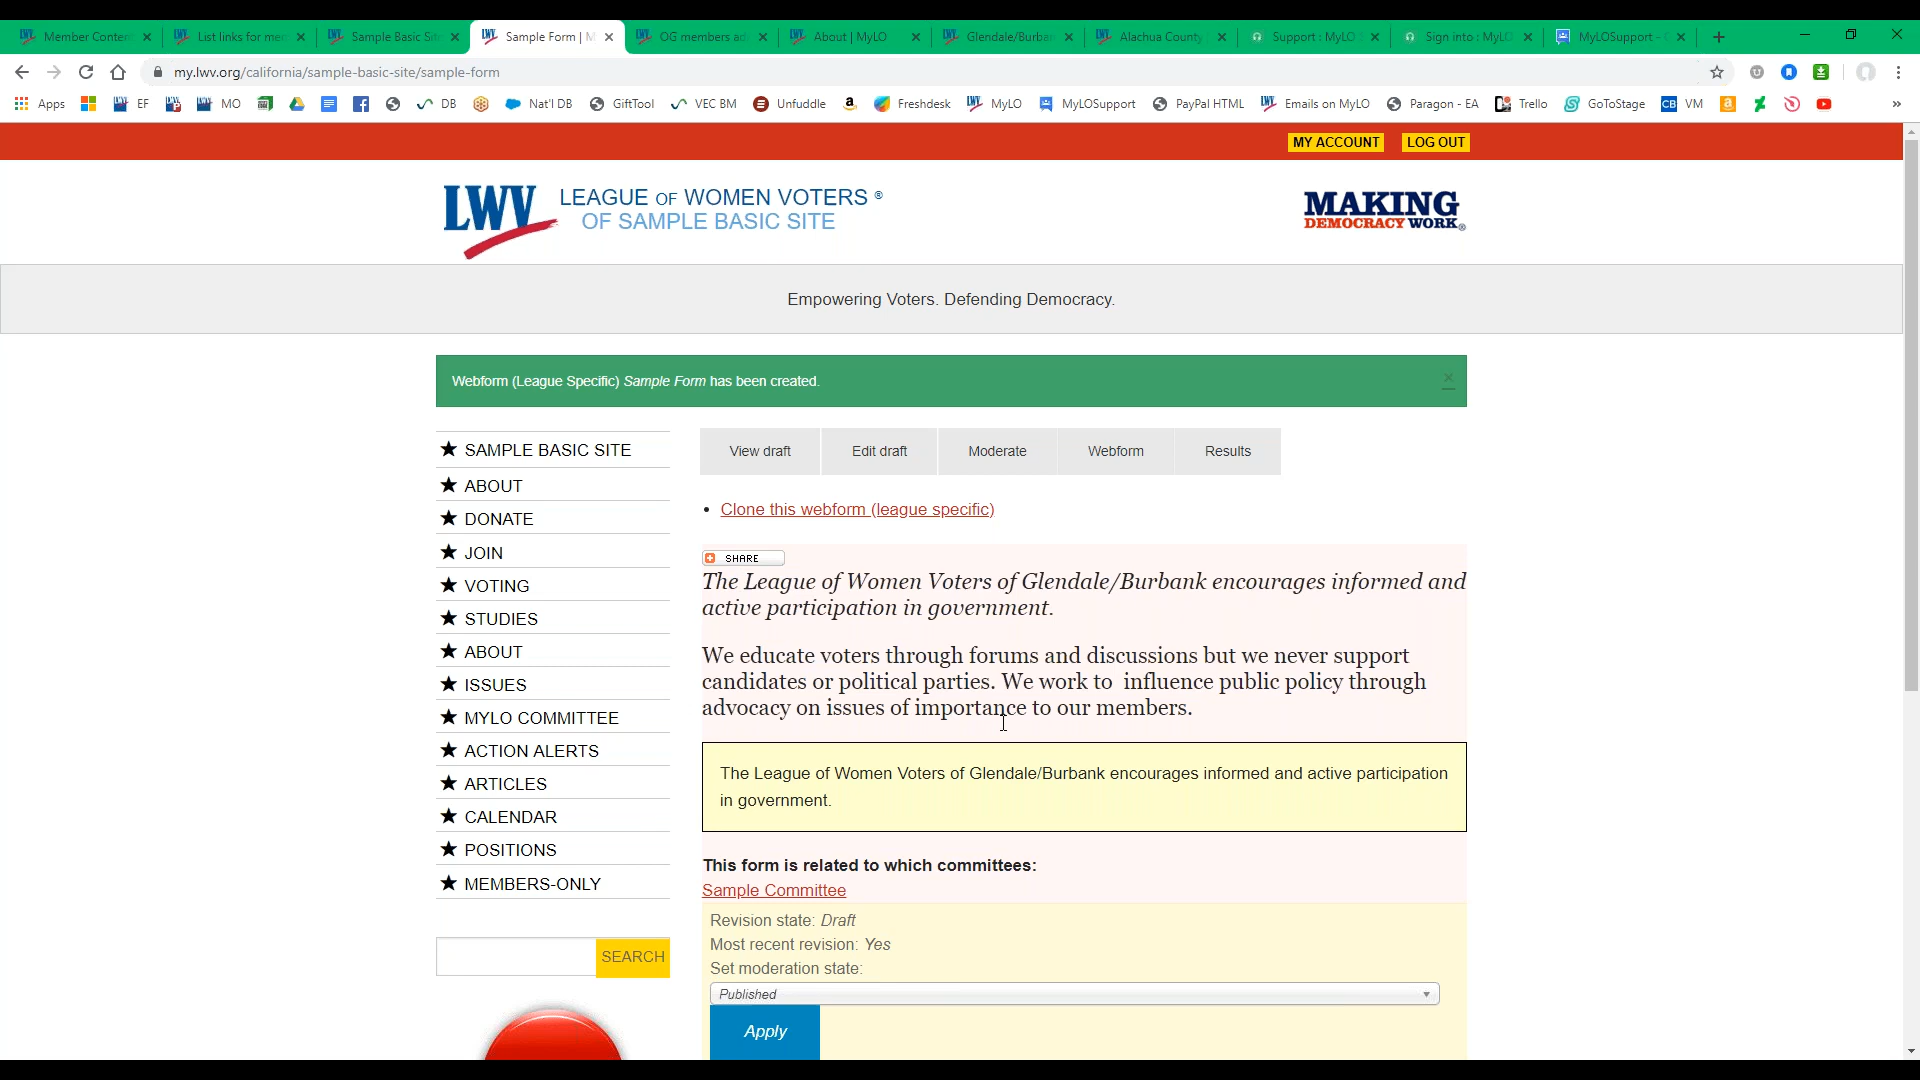 Member Conten
List links for me
Sample Basic Sit
Sample Form | M
OG members ad
About | MyLO
Glendale/Burba
Alachua County
Support : MyLO S
Sign into : MyLO
MyLOSupport -
my.lwv.org/california/sample-basic-site/sample-form
Apps
EF
MO
DB
Nat'l DB
GiftTool
VEC BM
Unfuddle
Freshdesk
MyLO
MyLOSupport
PayPal HTML
Emails on MyLO
Paragon - EA
Trello
GoToStage
CB VM
MY ACCOUNT
LOG OUT
LWV
LEAGUE OF WOMEN VOTERS ®
OF SAMPLE BASIC SITE
MAKING
DEMOCRACY WORK®
Empowering Voters. Defending Democracy.
Webform (League Specific) Sample Form has been created.
×
★ SAMPLE BASIC SITE
★ ABOUT
★ DONATE
★ JOIN
★ VOTING
★ STUDIES
★ ABOUT
★ ISSUES
★ MYLO COMMITTEE
★ ACTION ALERTS
★ ARTICLES
★ CALENDAR
★ POSITIONS
★ MEMBERS-ONLY
SEARCH
View draft
Edit draft
Moderate
Webform
Results
• Clone this webform (league specific)
SHARE
The League of Women Voters of Glendale/Burbank encourages informed and
active participation in government.
We educate voters through forums and discussions but we never support
candidates or political parties. We work to  influence public policy through
advocacy on issues of importance to our members.
The League of Women Voters of Glendale/Burbank encourages informed and active participation
in government.
This form is related to which committees:
Sample Committee
Revision state: Draft
Most recent revision: Yes
Set moderation state:
Published
Apply